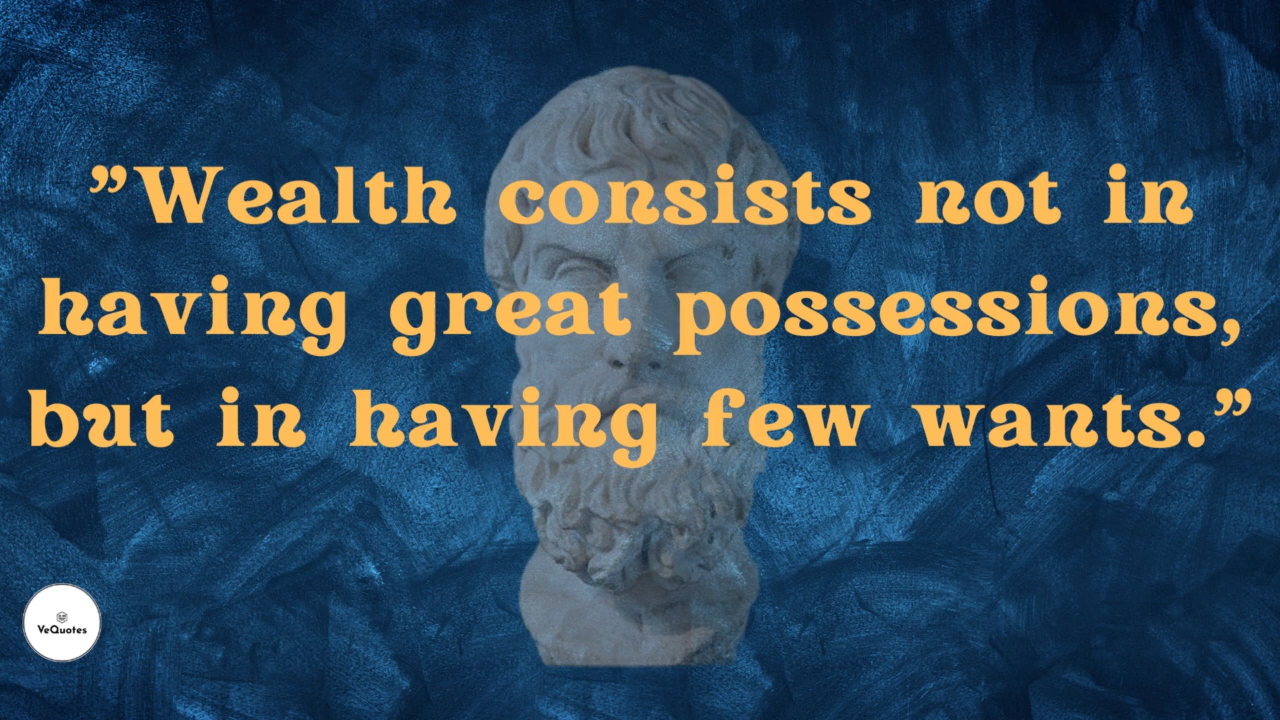 ”Wealth consists not in
having great possessions,
but in having few wants.”
VeQuotes